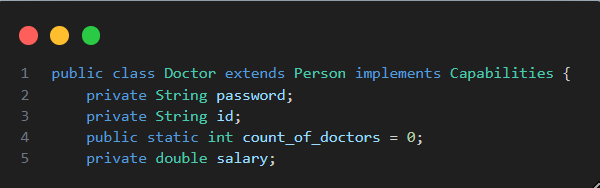 1 public class Doctor extends Person implements Capabilities {
2 private String password;
3 private String id;
4 public static int count_of_doctors = 0;
5 private double salary;